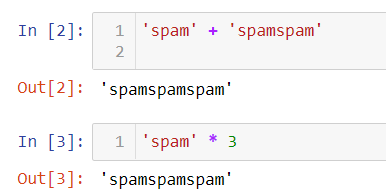 In [2]: 1 'spam' + 'spamspam'
2
Out[2]: 'spamspamspam'
In [3]: 1 'spam' * 3
Out[3]: 'spamspamspam'